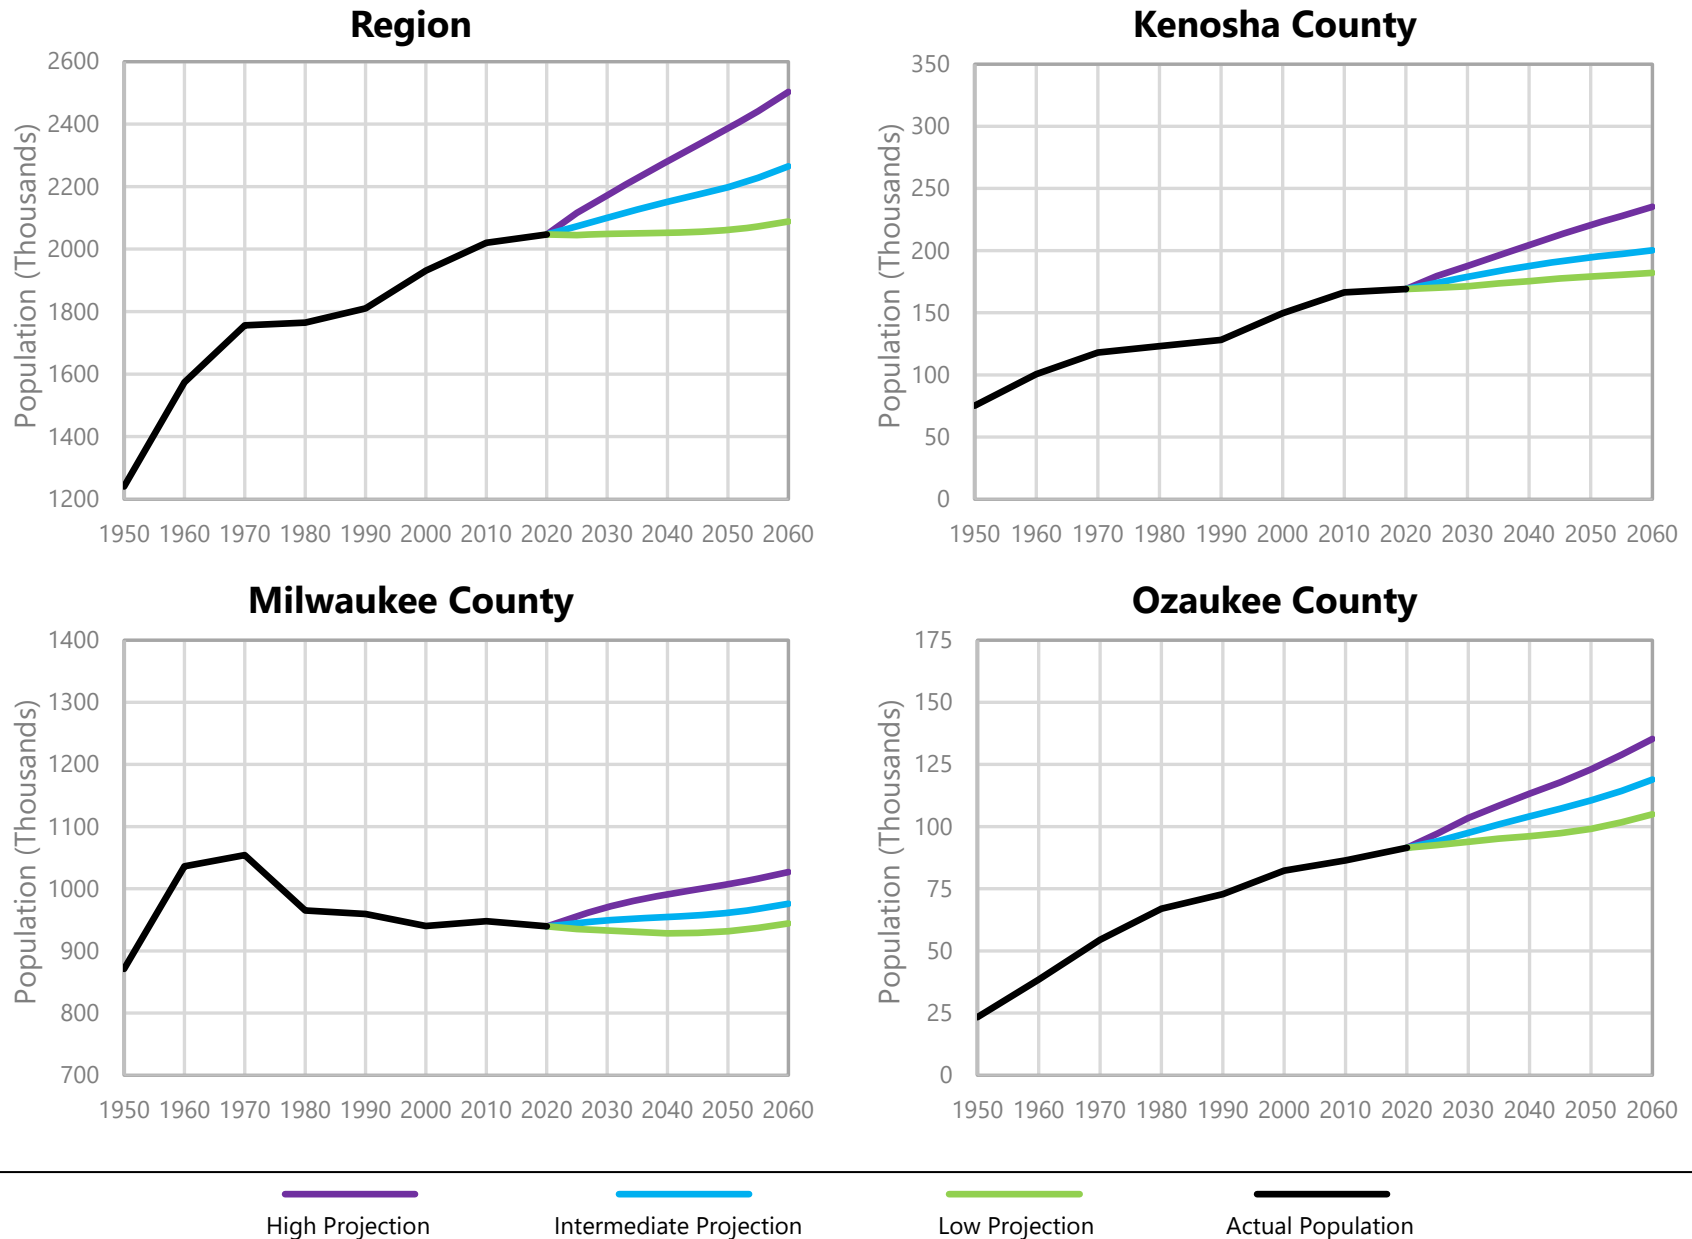 Region
2600
2400
2200
2000
1800
1600
1400
1200
Population (Thousands)
1950 1960 1970 1980 1990 2000 2010 2020 2030 2040 2050 2060
Kenosha County
350
300
250
200
150
100
50
0
Population (Thousands)
1950 1960 1970 1980 1990 2000 2010 2020 2030 2040 2050 2060
Milwaukee County
1400
1300
1200
1100
1000
900
800
700
Population (Thousands)
1950 1960 1970 1980 1990 2000 2010 2020 2030 2040 2050 2060
Ozaukee County
175
150
125
100
75
50
25
0
Population (Thousands)
1950 1960 1970 1980 1990 2000 2010 2020 2030 2040 2050 2060
High Projection
Intermediate Projection
Low Projection
Actual Population